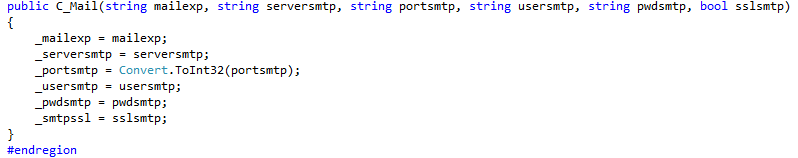 public C_Mail(string mailexp, string serversmtp, string portsmtp, string usersmtp, string pwdsmtp, bool sslsmtp)
{
    _mailexp = mailexp;
    _serversmtp = serversmtp;
    _portsmtp = Convert.ToInt32(portsmtp);
    _usersmtp = usersmtp;
    _pwdsmtp = pwdsmtp;
    _smtpssl = sslsmtp;
}
#endregion